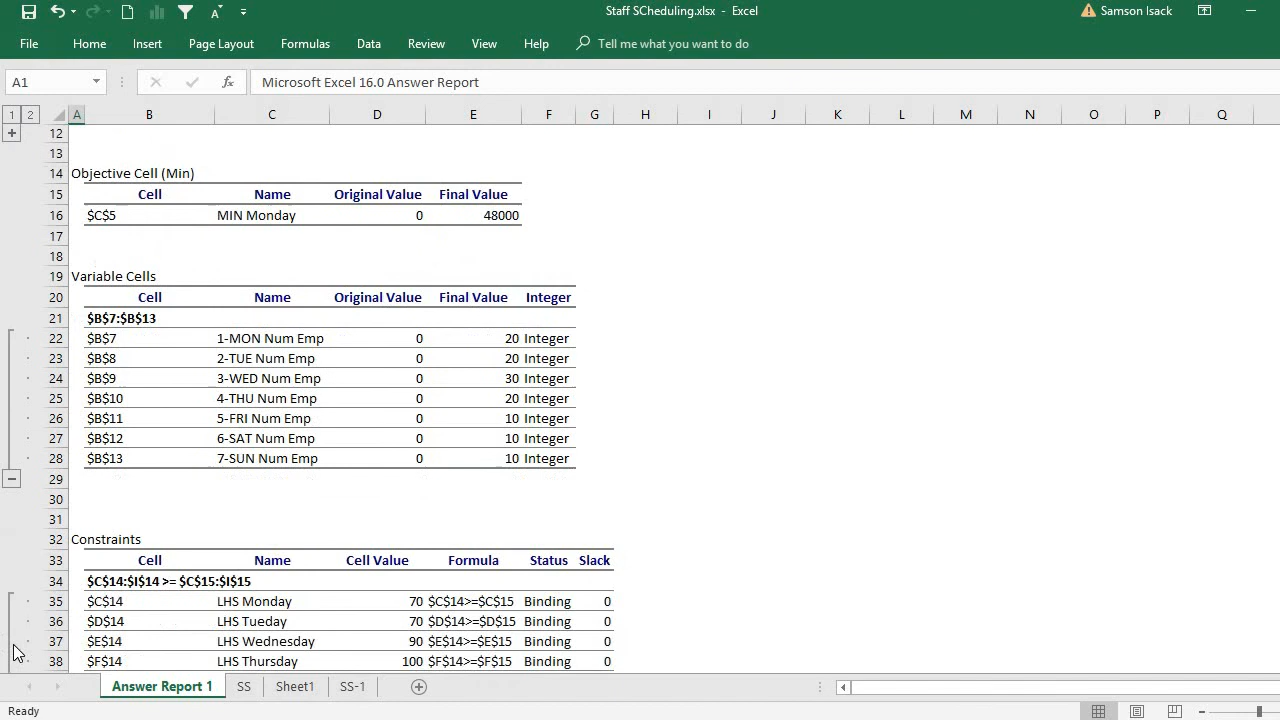 Staff SCheduling.xlsx - Excel
Samson Isack
File Home Insert Page Layout Formulas Data Review View Help Tell me what you want to do
A1 fx Microsoft Excel 16.0 Answer Report
1 2 A B C D E F G H I J K L M N O P Q
12
13
14 Objective Cell (Min)
15 Cell Name Original Value Final Value
16 $C$5 MIN Monday 0 48000
17
18
19 Variable Cells
20 Cell Name Original Value Final Value Integer
21 $B$7:$B$13
22 $B$7 1-MON Num Emp 0 20 Integer
23 $B$8 2-TUE Num Emp 0 20 Integer
24 $B$9 3-WED Num Emp 0 30 Integer
25 $B$10 4-THU Num Emp 0 20 Integer
26 $B$11 5-FRI Num Emp 0 10 Integer
27 $B$12 6-SAT Num Emp 0 10 Integer
28 $B$13 7-SUN Num Emp 0 10 Integer
29
30
31
32 Constraints
33 Cell Name Cell Value Formula Status Slack
34 $C$14:$I$14 >= $C$15:$I$15
35 $C$14 LHS Monday 70 $C$14>=$C$15 Binding 0
36 $D$14 LHS Tueday 70 $D$14>=$D$15 Binding 0
37 $E$14 LHS Wednesday 90 $E$14>=$E$15 Binding 0
38 $F$14 LHS Thursday 100 $F$14>=$F$15 Binding 0
Answer Report 1 SS Sheet1 SS-1
Ready